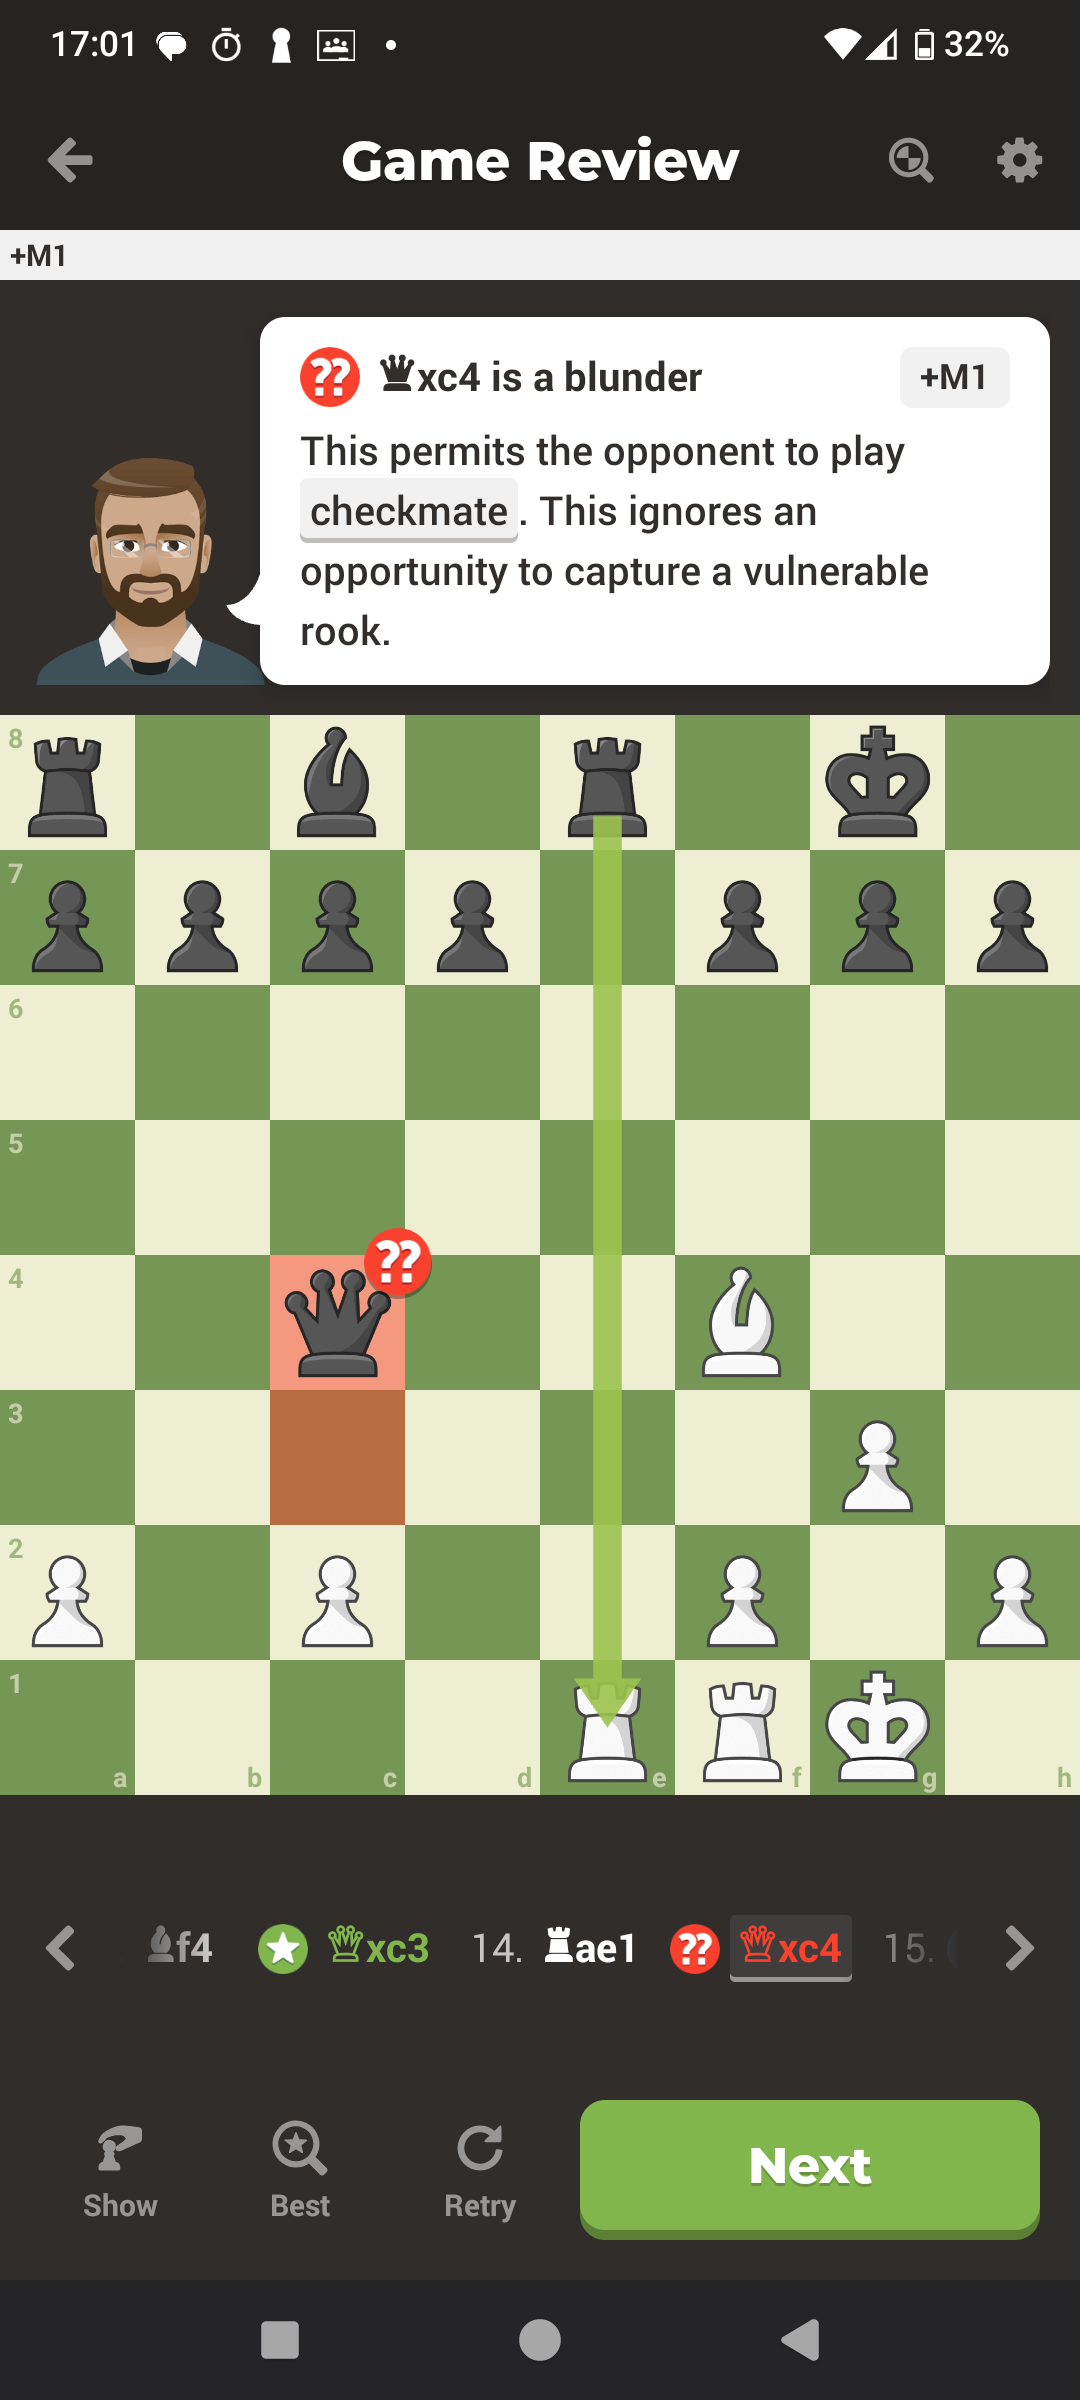 17:01
32%
Game Review
+M1
?? xc4 is a blunder
+M1
This permits the opponent to play
checkmate. This ignores an
opportunity to capture a vulnerable
rook.
8
7
6
5
4
??
3
2
1
a b c d e f g h
f4 xc3 14. ae1 ?? xc4 15.
Show Best Retry Next